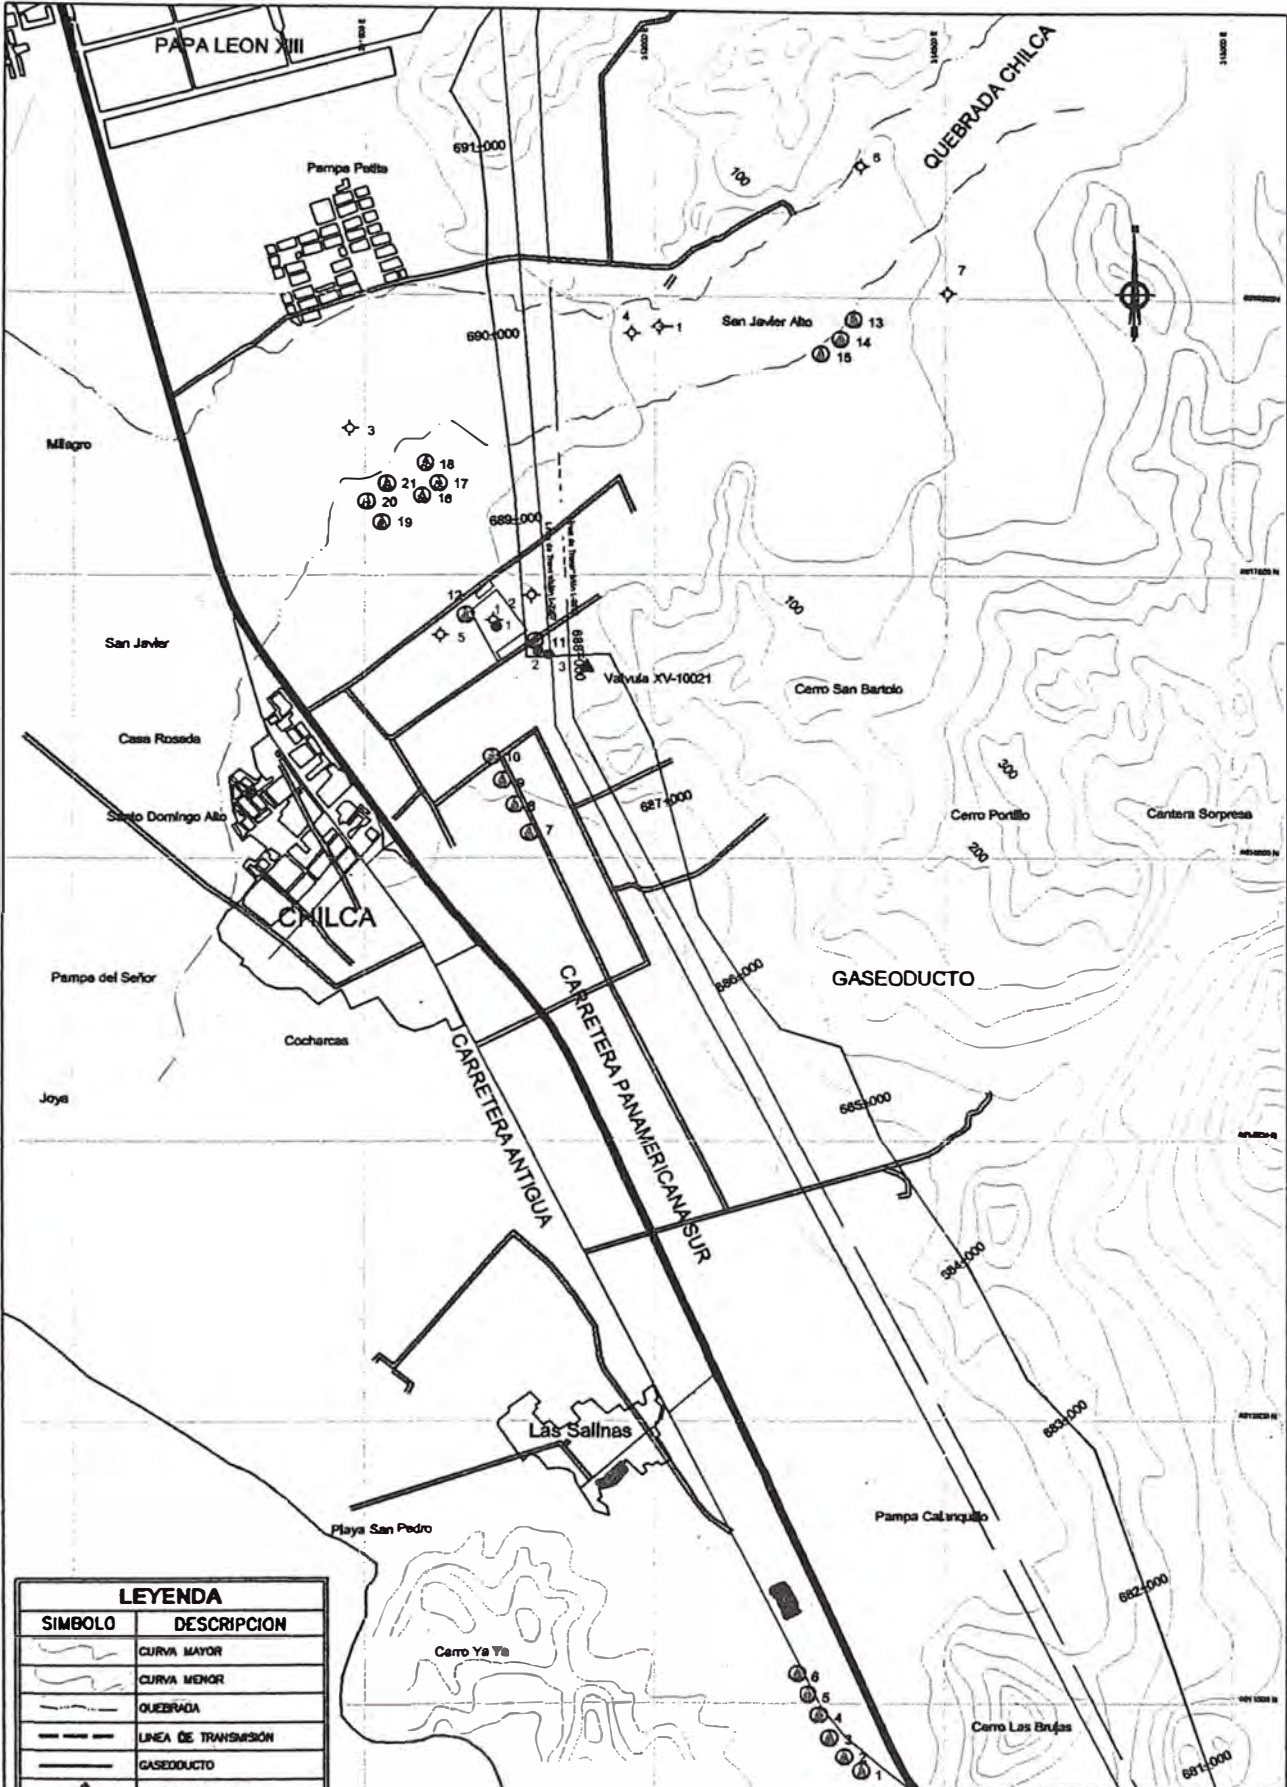 PAPA LEON XIII
QUEBRADA CHILCA
691+000
Pampa Patita
100
6
7
690+000
4
1
San Javier Alto
13
14
15
Milagro
3
18
21
17
20
16
19
689+000
100
12
1
2
1
5
11
2
3
688+000
San Javier
Valvula XV-10021
Cerro San Bartolo
Casa Rosada
10
9
8
7
687+000
300
Santo Domingo Alto
Cerro Portillo
Cantera Sorpresa
200
CHILCA
Pampa del Señor
686+000
GASEODUCTO
CARRETERA PANAMERICANA SUR
Cocharcas
CARRETERA ANTIGUA
Joya
685+000
684+000
683+000
Las Salinas
Pampa Calanquillo
Playa San Pedro
682+000
Cerro Ya Ya
6
5
4
3
2
1
Cerro Las Brujas
681+000
LEYENDA
SIMBOLO DESCRIPCION
CURVA MAYOR
CURVA MENOR
QUEBRADA
LINEA DE TRANSMISIÓN
GASEODUCTO